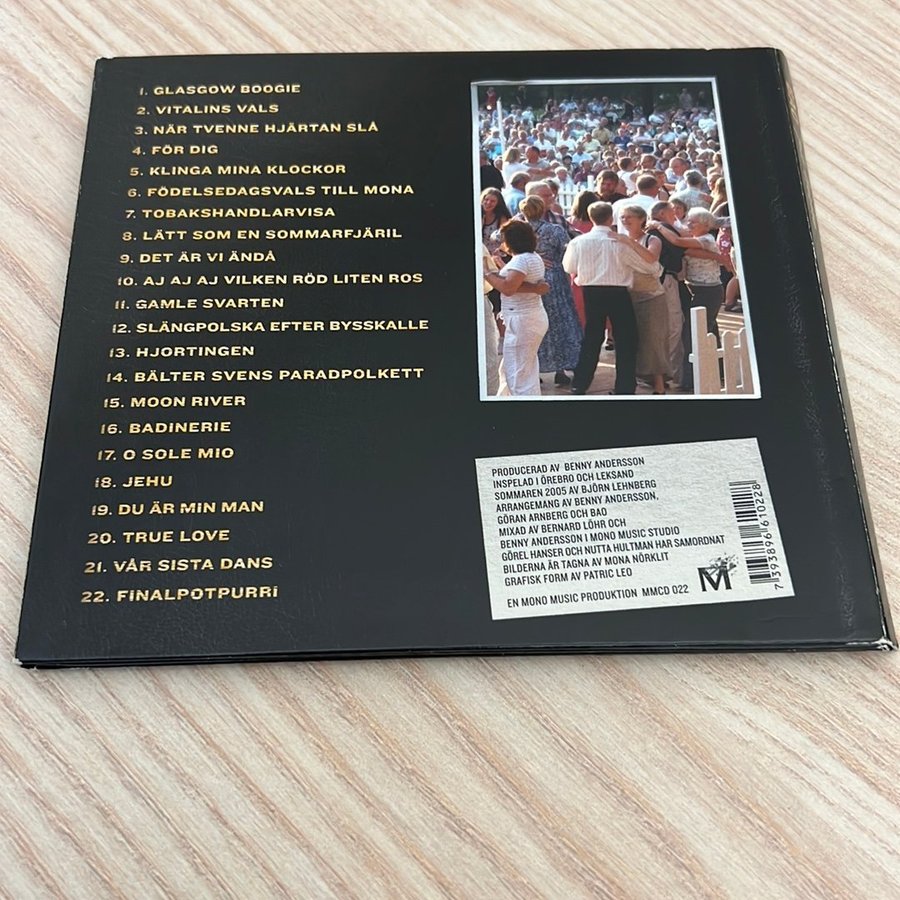 1. GLASGOW BOOGIE
2. VITALINS VALS
3. NÄR TVENNE HJÄRTAN SLÅ
4. FÖR DIG
5. KLINGA MINA KLOCKOR
6. FÖDELSEDAGSVALS TILL MONA
7. TOBAKSHANDLARVISA
8. LÄTT SOM EN SOMMARFJÄRIL
9. DET ÄR VI ÄNDÅ
10. AJ AJ AJ VILKEN RÖD LITEN ROS
11. GAMLE SVARTEN
12. SLÄNGPOLSKA EFTER BYSSKALLE
13. HJORTINGEN
14. BÄLTER SVENS PARADPOLKETT
15. MOON RIVER
16. BADINERIE
17. O SOLE MIO
18. JEHU
19. DU ÄR MIN MAN
20. TRUE LOVE
21. VÅR SISTA DANS
22. FINALPOTPURRI
PRODUCERAD AV BENNY ANDERSSON
INSPELAD I ÖREBRO OCH LEKSAND
SOMMAREN 2005 AV BJÖRN LEHNBERG
ARRANGEMANG AV BENNY ANDERSSON,
GÖRAN ARNBERG OCH BAO
MIXAD AV BERNARD LÖHR OCH
BENNY ANDERSSON I MONO MUSIC STUDIO
GÖREL HANSER OCH NUTTA HULTMAN HAR SAMORDNAT
BILDERNA ÄR TAGNA AV MONA NÖRKLIT
GRAFISK FORM AV PATRIC LEO
EN MONO MUSIC PRODUKTION MMCD 022
M
7393896610228